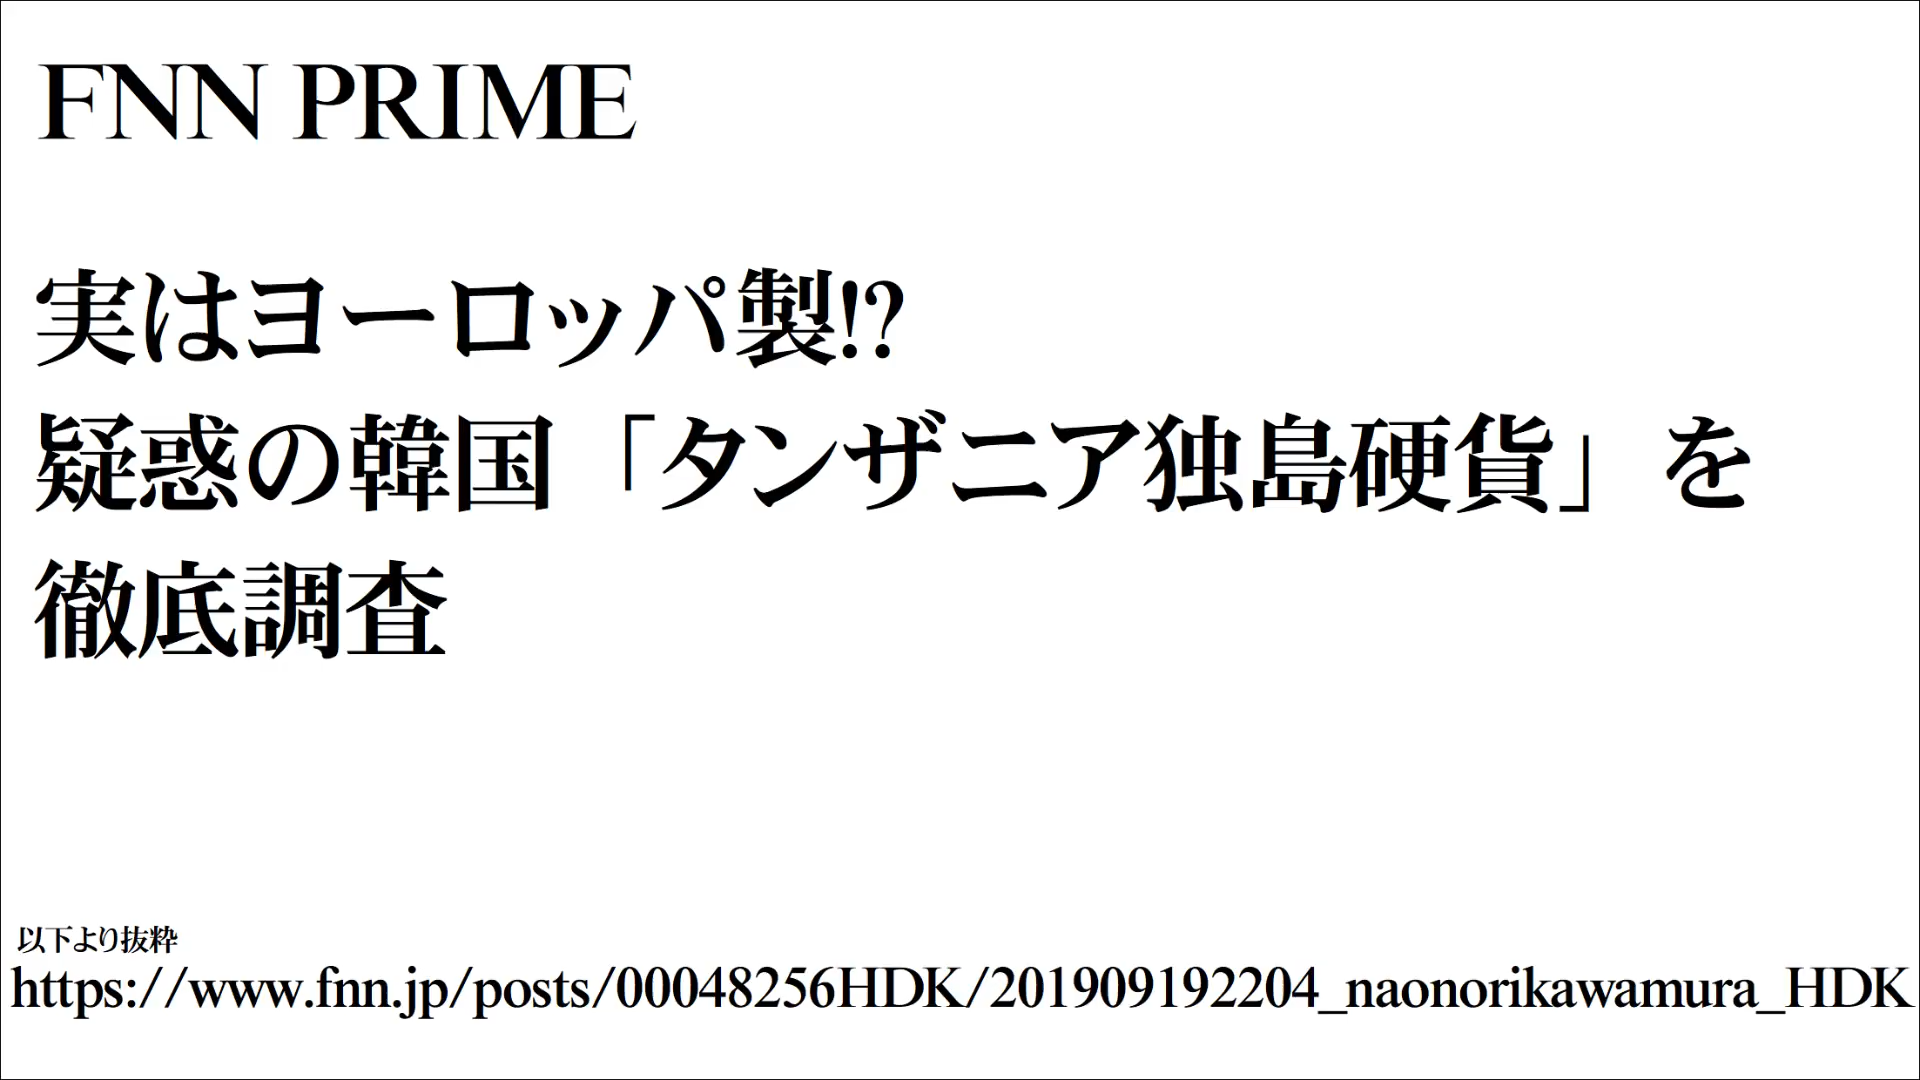 FNN PRIME
実はヨーロッパ製!?
疑惑の韓国「タンザニア独島硬貨」を
徹底調査
以下より抜粋
https://www.fnn.jp/posts/00048256HDK/201909192204_naonorikawamura_HDK